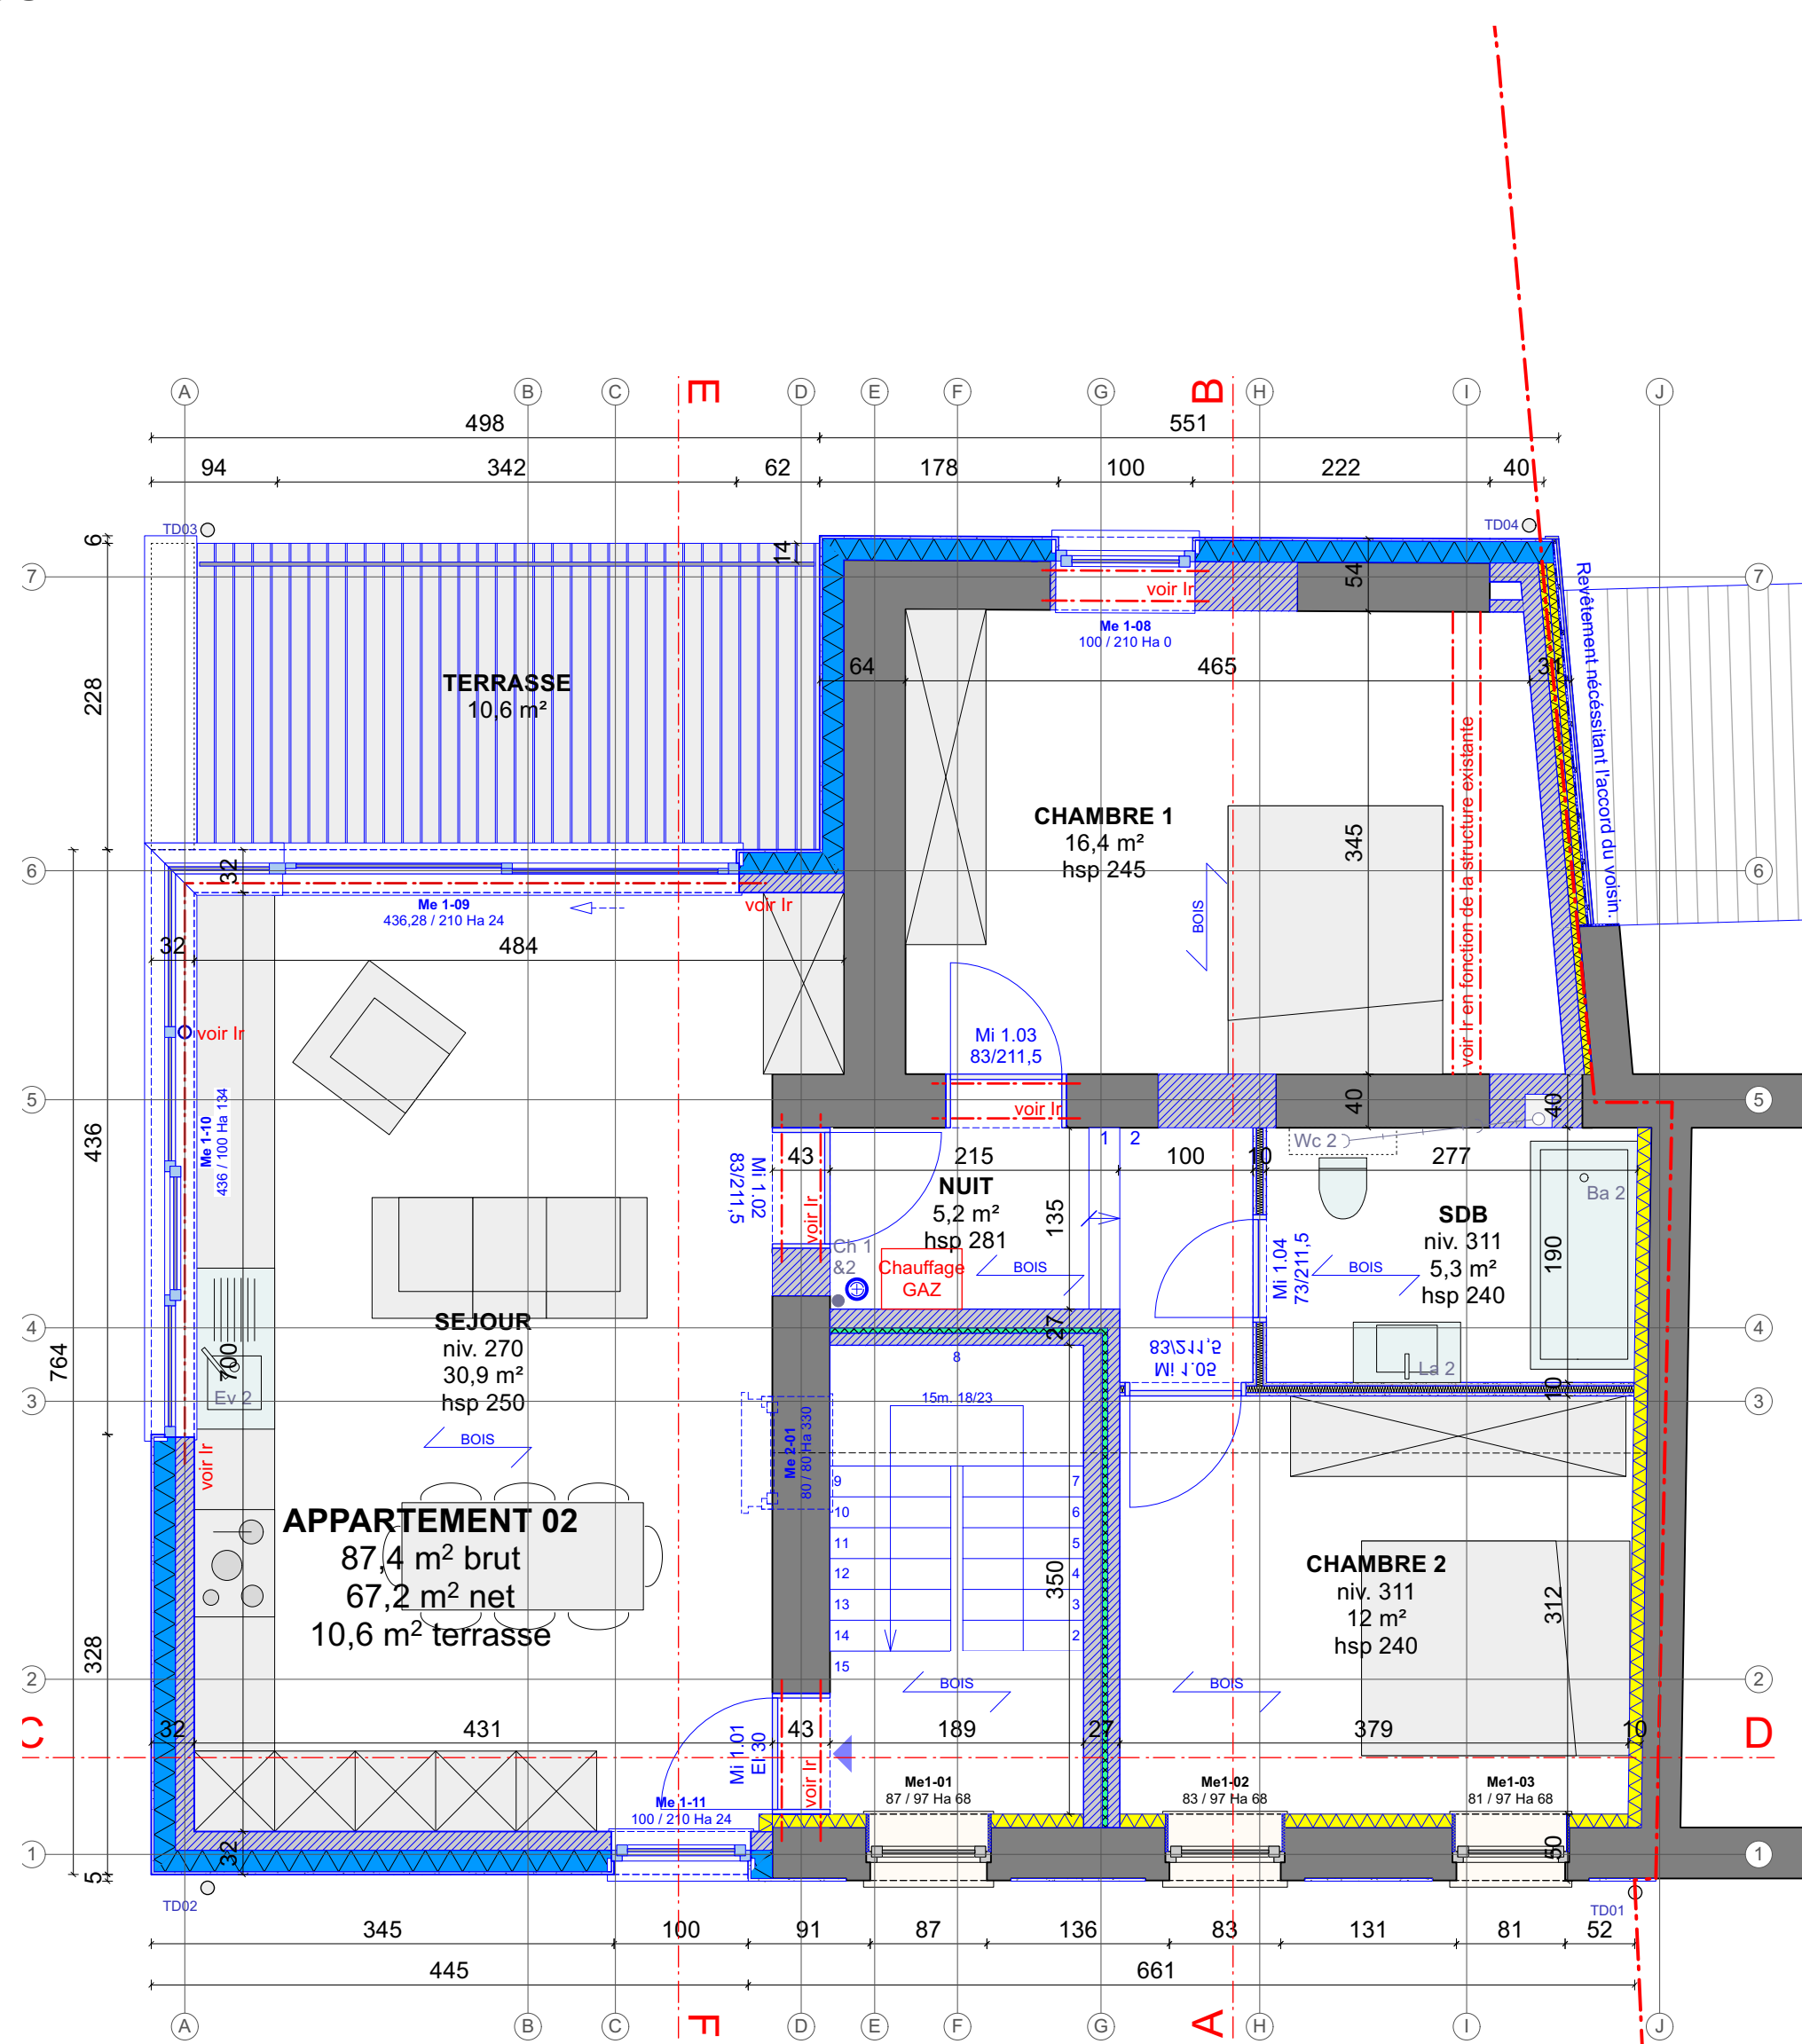 A B C E D E F G B H I J
498 551
94 342 62 178 100 222 40
TD03
TD04
6
14
54
7
7
voir Ir
Me 1-08
100 / 210 Ha 0
Revêtement nécéssitant l'accord du voisin.
64 465 31
228
TERRASSE
10,6 m²
CHAMBRE 1
16,4 m²
hsp 245
345
voir Ir en fonction de la structure existante
BOIS
6
6
32
Me 1-09
436,28 / 210 Ha 24
voir Ir
32 484
voir Ir
Mi 1.03
83/211,5
Me 1-10
436 / 100 Ha 134
5
5
voir Ir
40
40
436
Mi 1.02
83/211,5
voir Ir
1 2
Wc 2
43 215 100 10 277
NUIT
5,2 m²
hsp 281
135
Ba 2
SDB
niv. 311
5,3 m²
hsp 240
190
Ch 1
&2
Chauffage
GAZ
BOIS
BOIS
Mi 1.04
73/211,5
SEJOUR
niv. 270
30,9 m²
hsp 250
4
4
27
8
83/211,5
Mi 1.05
764
700
Ev 2
La 2
3
3
10
15m. 18/23
Me 2-01
80 / 80 Ha 330
BOIS
voir Ir
9 7
10 6
11 5
12 4
13 3
14 2
15
APPARTEMENT 02
87,4 m² brut
67,2 m² net
10,6 m² terrasse
350
CHAMBRE 2
niv. 311
12 m²
hsp 240
312
328
2
2
BOIS
BOIS
C
D
32 431 43 189 27 379 10
Mi 1.01
EI 30
voir Ir
Me 1-11
100 / 210 Ha 24
Me1-01
87 / 97 Ha 68
Me1-02
83 / 97 Ha 68
Me1-03
81 / 97 Ha 68
1
1
32
50
5
TD02
TD01
345 100 91 87 136 83 131 81 52
445 661
A B C F D E F G A H I J